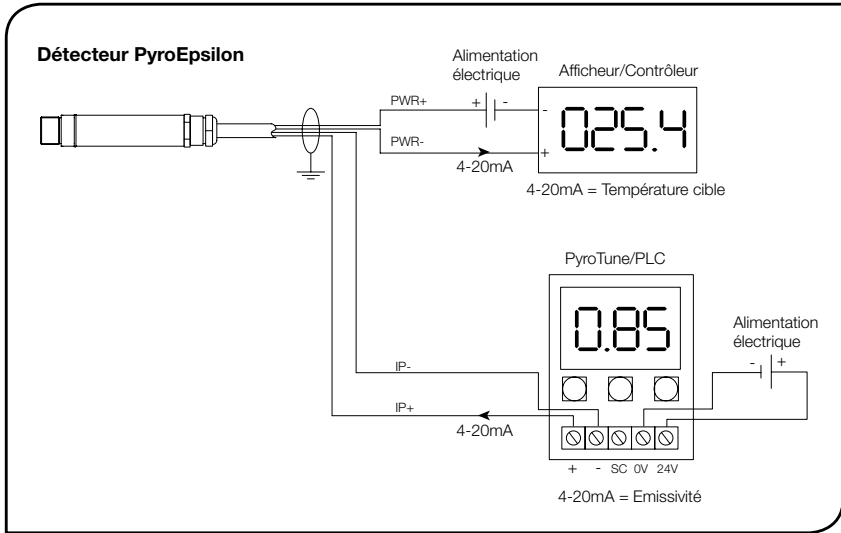 Détecteur PyroEpsilon
Alimentation
électrique
Afficheur/Contrôleur
PWR+
+
-
-
025.4
PWR-
+
4-20mA
4-20mA = Température cible
PyroTune/PLC
0.85
Alimentation
électrique
-
+
IP-
IP+
4-20mA
+ - SC 0V 24V
4-20mA = Emissivité